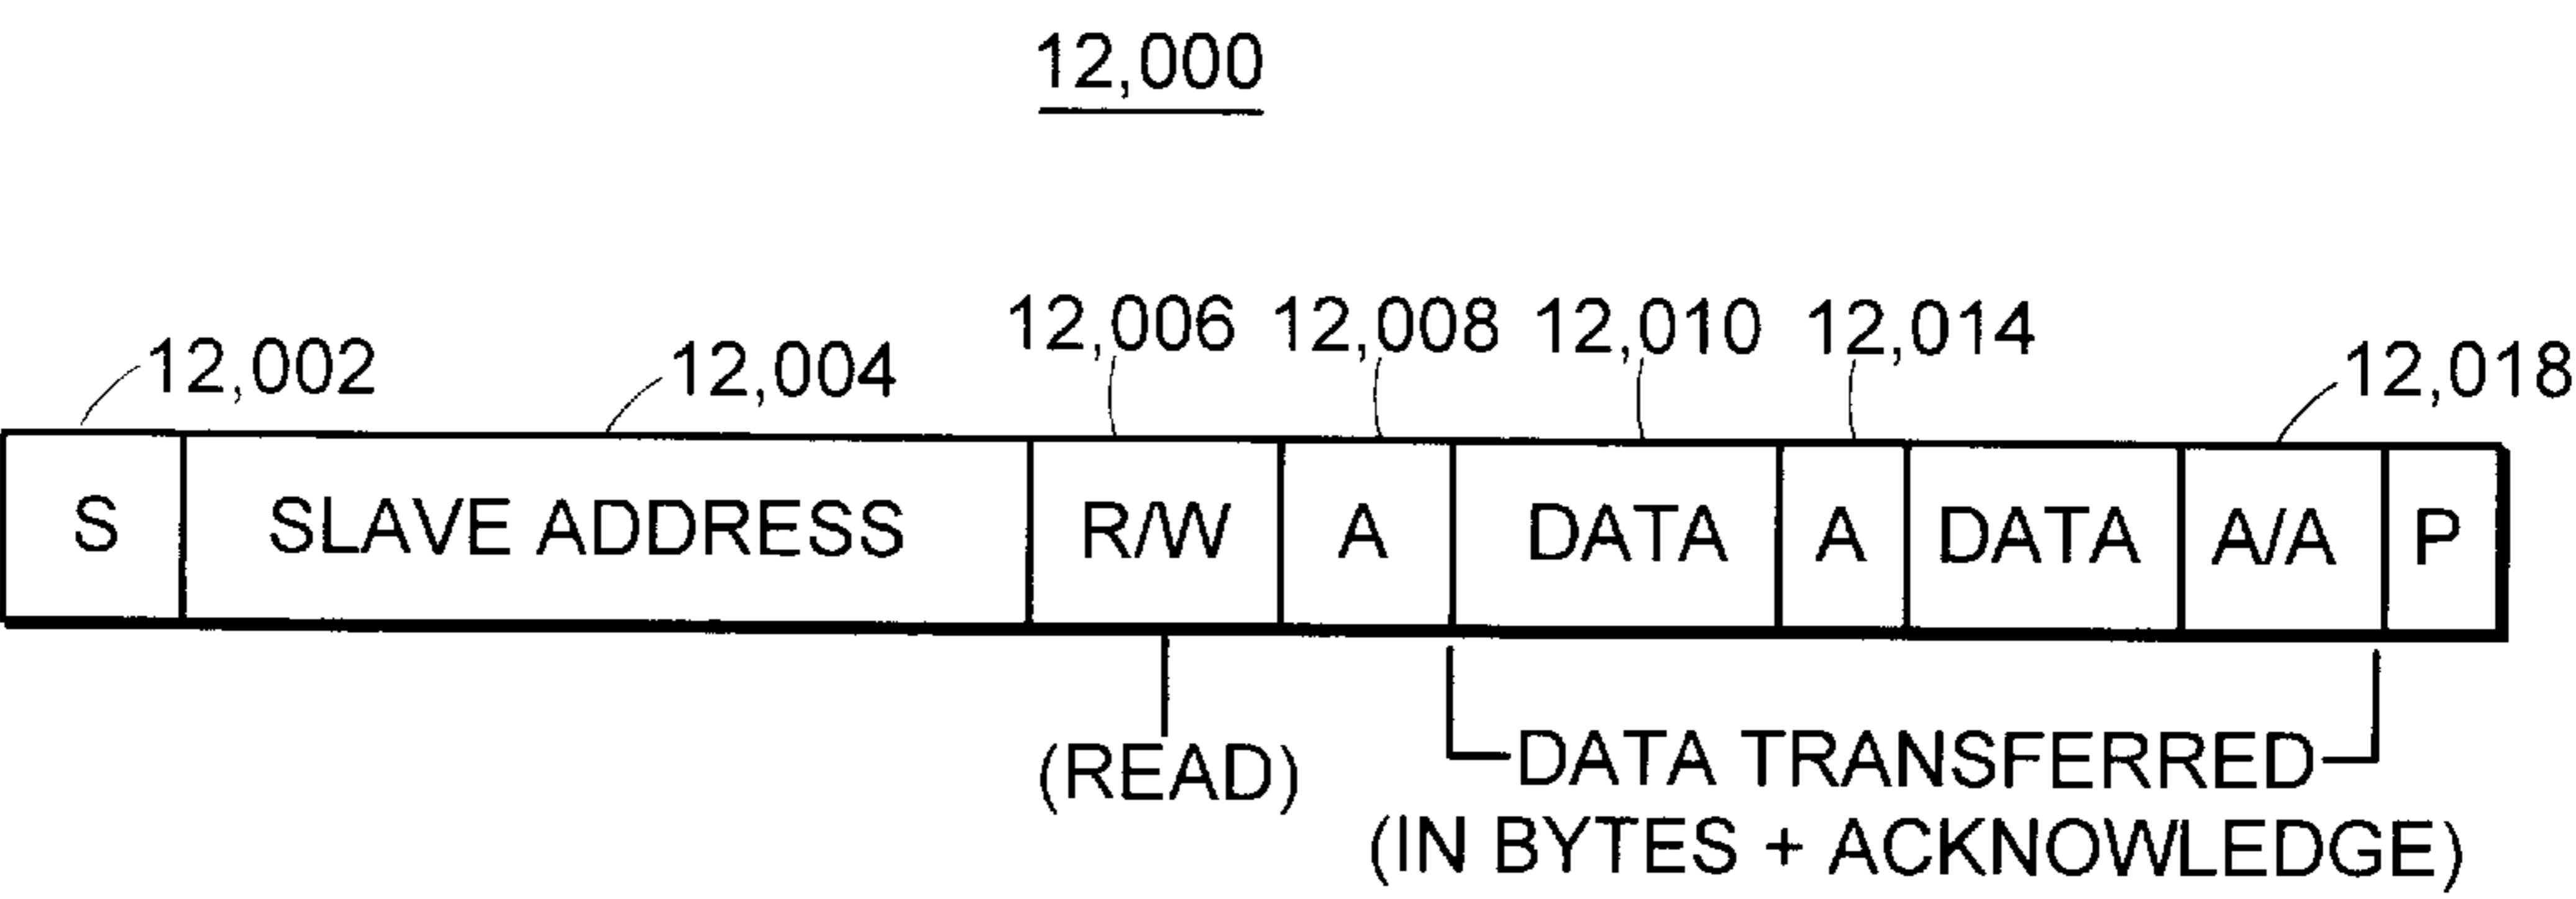 12,000
12,002 12,004 12,006 12,008 12,010 12,014 12,018
S SLAVE ADDRESS R/W A DATA A DATA A/A P
(READ) DATA TRANSFERRED
(IN BYTES + ACKNOWLEDGE)